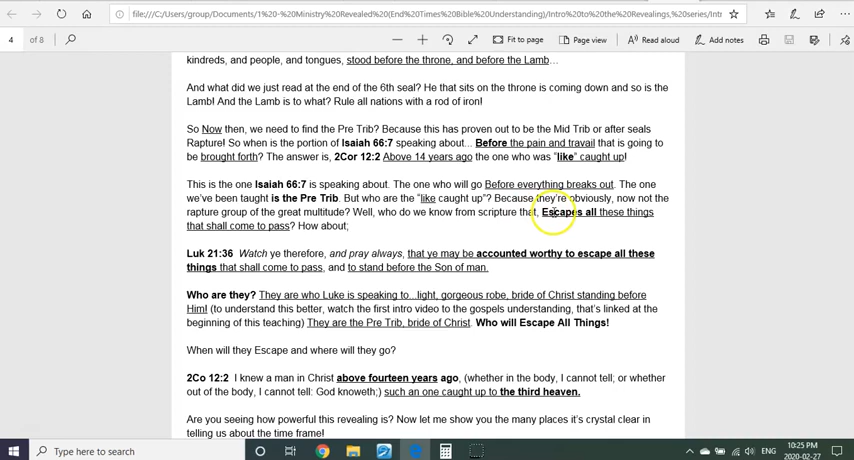 file:///C:/Users/group/Documents/1%20-%20Ministry%20Revealed%20(End%20Times%20Bible%20Understanding)/Intro%20to%20the%20Revealings,%20series/Intr
4 of 8
Fit to page
Page view
Read aloud
Add notes
kindreds, and people, and tongues, stood before the throne, and before the Lamb…
And what did we just read at the end of the 6th seal? He that sits on the throne is coming down and so is the
Lamb! And the Lamb is to what? Rule all nations with a rod of iron!
So Now then, we need to find the Pre Trib? Because this has proven out to be the Mid Trib or after seals
Rapture! So when is the portion of Isaiah 66:7 speaking about... Before the pain and travail that is going to
be brought forth? The answer is, 2Cor 12:2 Above 14 years ago the one who was "like" caught up!
This is the one Isaiah 66:7 is speaking about. The one who will go Before everything breaks out. The one
we've been taught is the Pre Trib. But who are the "like caught up"? Because they're obviously, now not the
rapture group of the great multitude? Well, who do we know from scripture that, Escapes all these things
that shall come to pass? How about;
Luk 21:36 Watch ye therefore, and pray always, that ye may be accounted worthy to escape all these
things that shall come to pass, and to stand before the Son of man.
Who are they? They are who Luke is speaking to...light, gorgeous robe, bride of Christ standing before
Him! (to understand this better, watch the first intro video to the gospels understanding, that's linked at the
beginning of this teaching) They are the Pre Trib, bride of Christ. Who will Escape All Things!
When will they Escape and where will they go?
2Co 12:2 I knew a man in Christ above fourteen years ago, (whether in the body, I cannot tell; or whether
out of the body, I cannot tell: God knoweth;) such an one caught up to the third heaven.
Are you seeing how powerful this revealing is? Now let me show you the many places it's crystal clear in
telling us about the time frame!
Type here to search
ENG
10:25 PM
2020-02-27